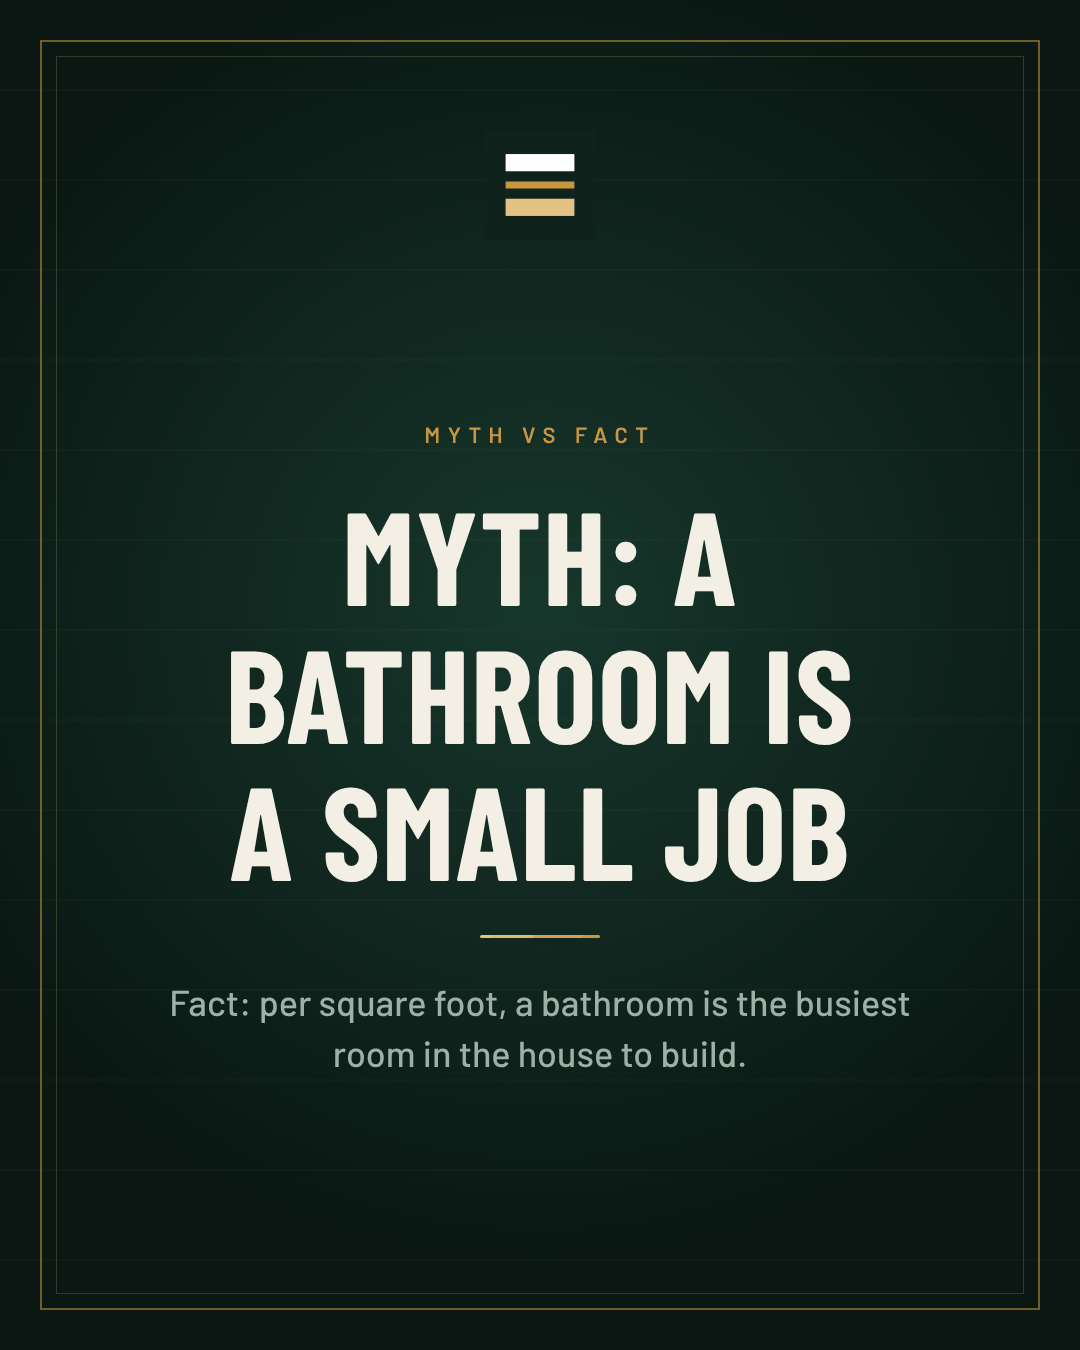 MYTH VS FACT
MYTH: A
BATHROOM IS
A SMALL JOB
Fact: per square foot, a bathroom is the busiest
room in the house to build.